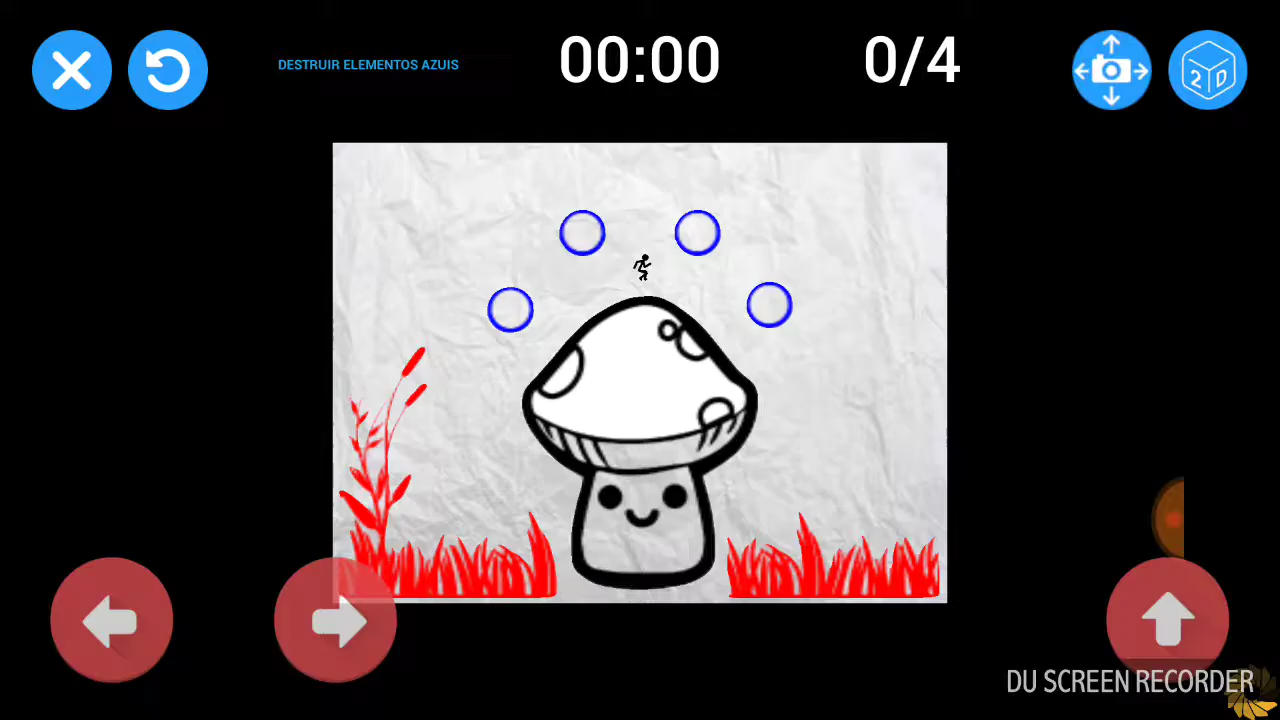 DESTRUIR ELEMENTOS AZUIS
00:00
0/4
2D
DU SCREEN RECORDER